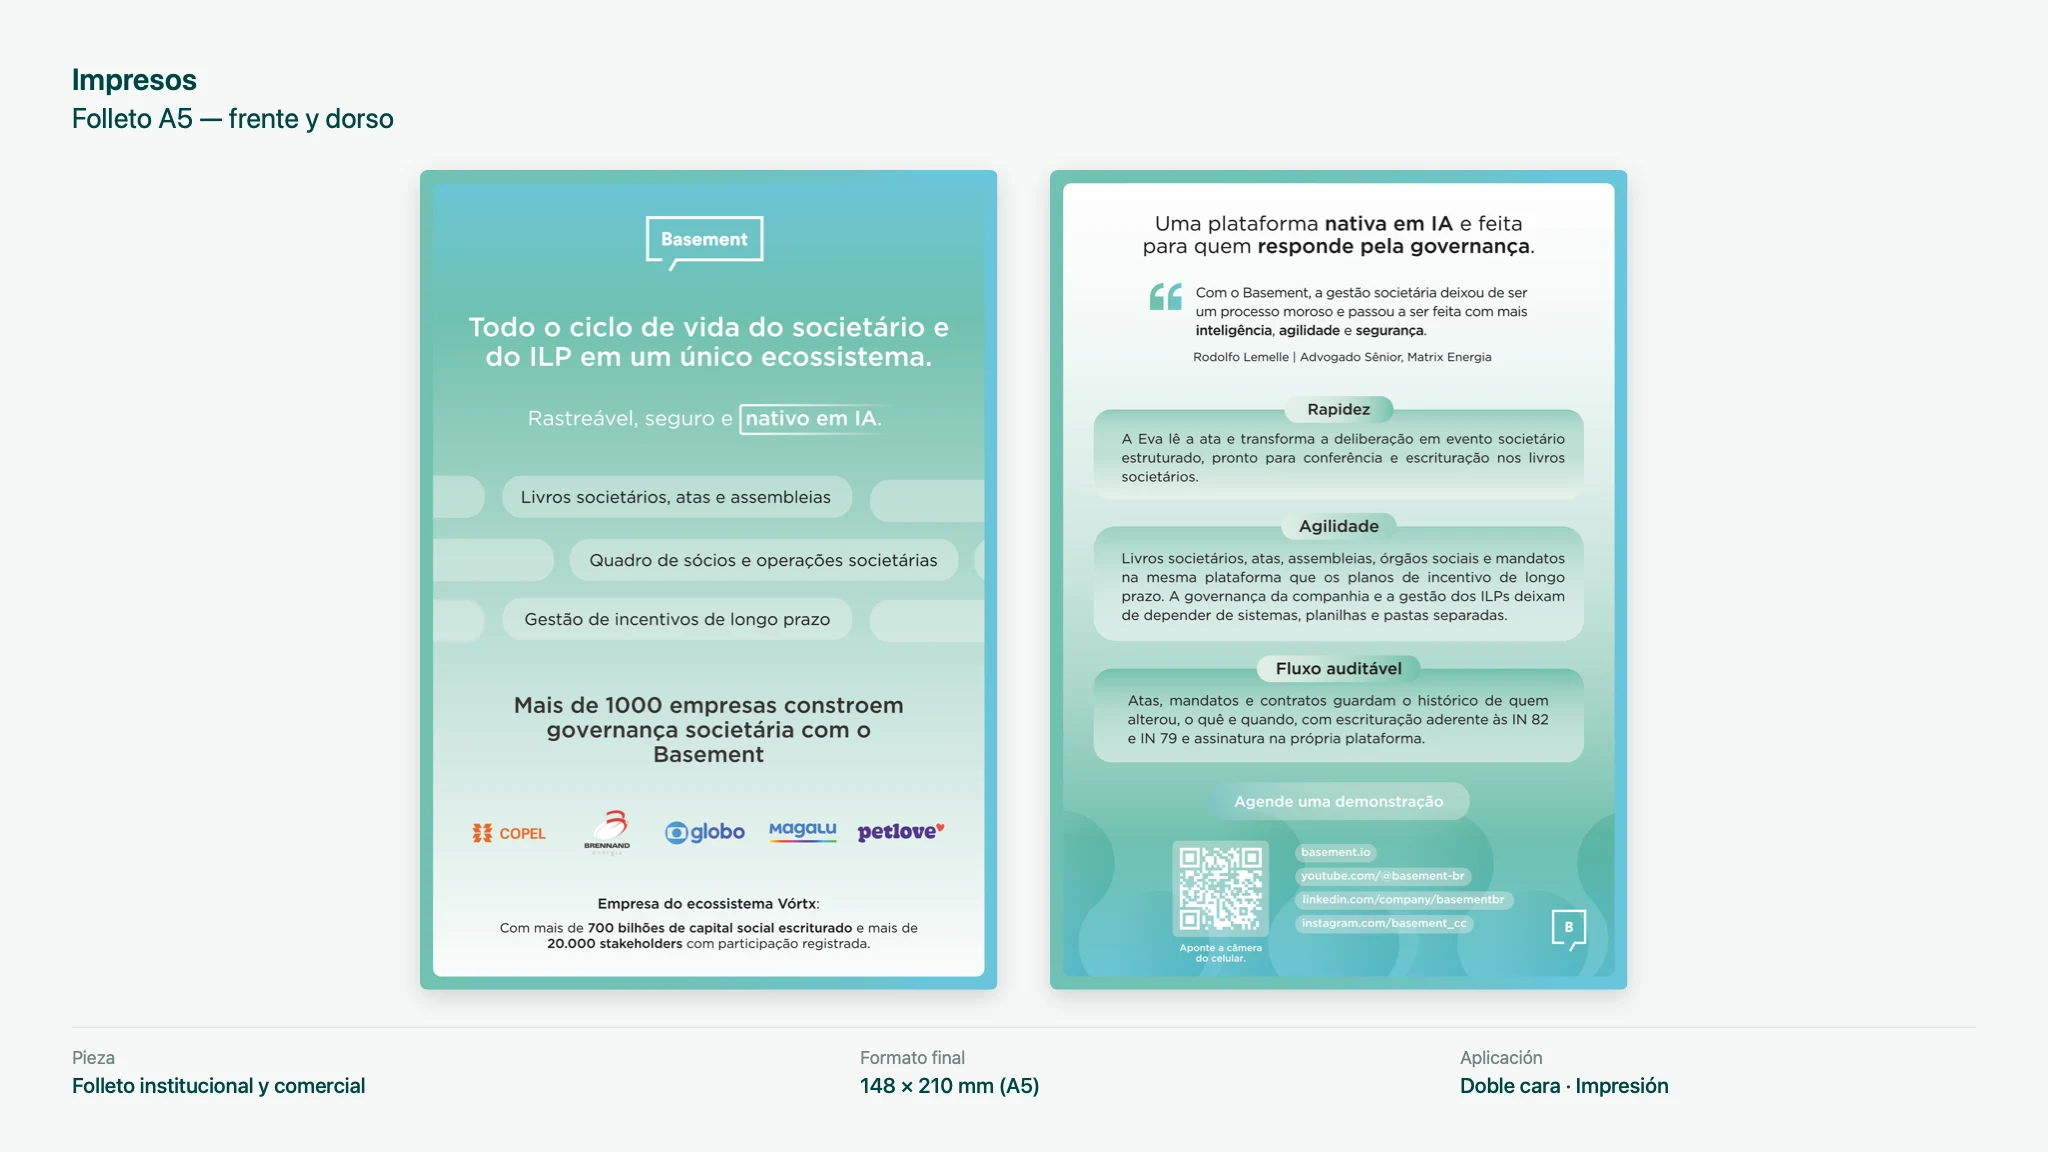 Impresos
Folleto A5 — frente y dorso
Basement
Todo o ciclo de vida do societário e
do ILP em um único ecossistema.
Rastreável, seguro e nativo em IA.
Livros societários, atas e assembleias
Quadro de sócios e operações societárias
Gestão de incentivos de longo prazo
Mais de 1000 empresas constroem
governança societária com o
Basement
COPEL
BRENNAND
energia
globo
Magalu
petlove
Empresa do ecossistema Vórtx:
Com mais de 700 bilhões de capital social escriturado e mais de
20.000 stakeholders com participação registrada.
Uma plataforma nativa em IA e feita
para quem responde pela governança.
Com o Basement, a gestão societária deixou de ser
um processo moroso e passou a ser feita com mais
inteligência, agilidade e segurança.
Rodolfo Lemelle | Advogado Sênior, Matrix Energia
Rapidez
A Eva lê a ata e transforma a deliberação em evento societário
estruturado, pronto para conferência e escrituração nos livros
societários.
Agilidade
Livros societários, atas, assembleias, órgãos sociais e mandatos
na mesma plataforma que os planos de incentivo de longo
prazo. A governança da companhia e a gestão dos ILPs deixam
de depender de sistemas, planilhas e pastas separadas.
Fluxo auditável
Atas, mandatos e contratos guardam o histórico de quem
alterou, o quê e quando, com escrituração aderente às IN 82
e IN 79 e assinatura na própria plataforma.
Agende uma demonstração
basement.io
youtube.com/@basement-br
linkedin.com/company/basementbr
instagram.com/basement_cc
Aponte a câmera
do celular.
B
Pieza
Folleto institucional y comercial
Formato final
148 × 210 mm (A5)
Aplicación
Doble cara · Impresión